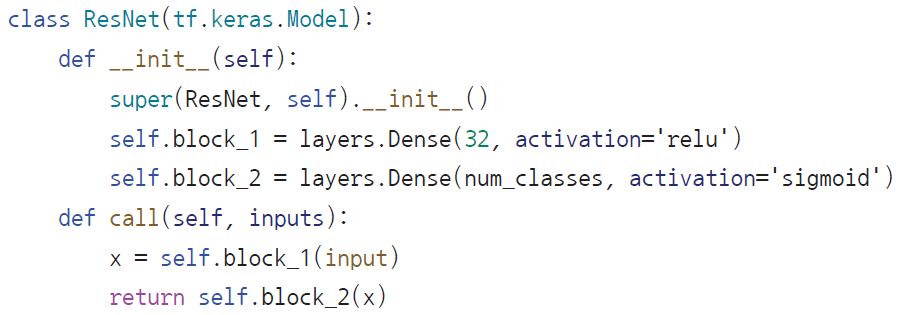 class ResNet(tf.keras.Model):
    def __init__(self):
        super(ResNet, self).__init__()
        self.block_1 = layers.Dense(32, activation='relu')
        self.block_2 = layers.Dense(num_classes, activation='sigmoid')
    def call(self, inputs):
        x = self.block_1(input)
        return self.block_2(x)